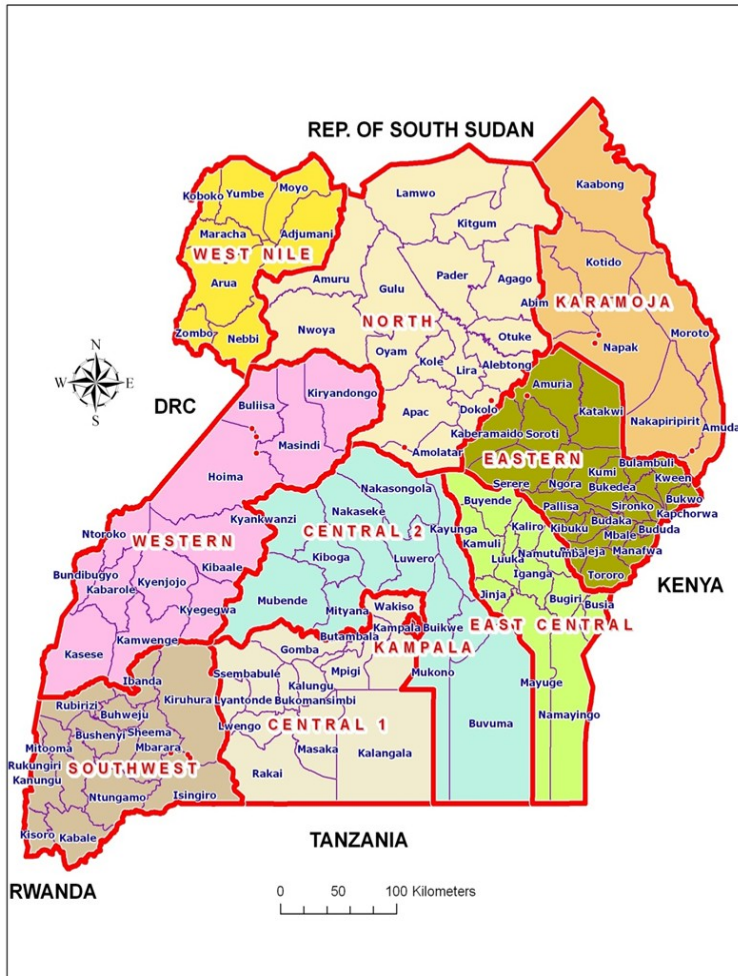 REP. OF SOUTH SUDAN
Kaabong
Koboko
Yumbe
Moyo
Lamwo
Kitgum
Maracha
Adjumani
WEST NILE
Kotido
Arua
Amuru
Gulu
Pader
Agago
Abim
KARAMOJA
Zombo
Nebbi
Nwoya
NORTH
Otuke
Moroto
Napak
Oyam
Kole
Lira
Alebtong
N
W
E
S
DRC
Buliisa
Kiryandongo
Amuria
Katakwi
Apac
Dokolo
Nakapiripirit
Amuda
Masindi
Amolatar
Kaberamaido
Soroti
EASTERN
Hoima
Kumi
Bulambuli
Kween
Serere
Ngora
Bukedea
Bukwo
Nakasongola
Buyende
Pallisa
Sironko
Kapchorwa
Nakaseke
Kyankwanzi
CENTRAL 2
Kayunga
Kaliro
Kibuku
Budaka
Bududa
Ntoroko
WESTERN
Kamuli
Namutumba
Mbale
Kiboga
Luwero
Luuka
Manafwa
Bundibugyo
Kibaale
Iganga
Tororo
Kabarole
Kyenjojo
Kyegegwa
Mubende
Mityana
Wakiso
Jinja
Bugiri
Busia
KENYA
Kampala
Buikwe
EAST CENTRAL
Kamwenge
Butambala
Kasese
Gomba
KAMPALA
Ibanda
Ssembabule
Mpigi
Mukono
Kiruhura
Kalungu
Mayuge
Rubirizi
Lyantonde
Bukomansimbi
Buhweju
Namayingo
Buvuma
Bushenyi
Sheema
Lwengo
CENTRAL 1
Mitooma
Mbarara
Masaka
Kalangala
Rukungiri
SOUTHWEST
Kanungu
Rakai
Ntungamo
Isingiro
Kisoro
Kabale
TANZANIA
RWANDA
0 50 100 Kilometers